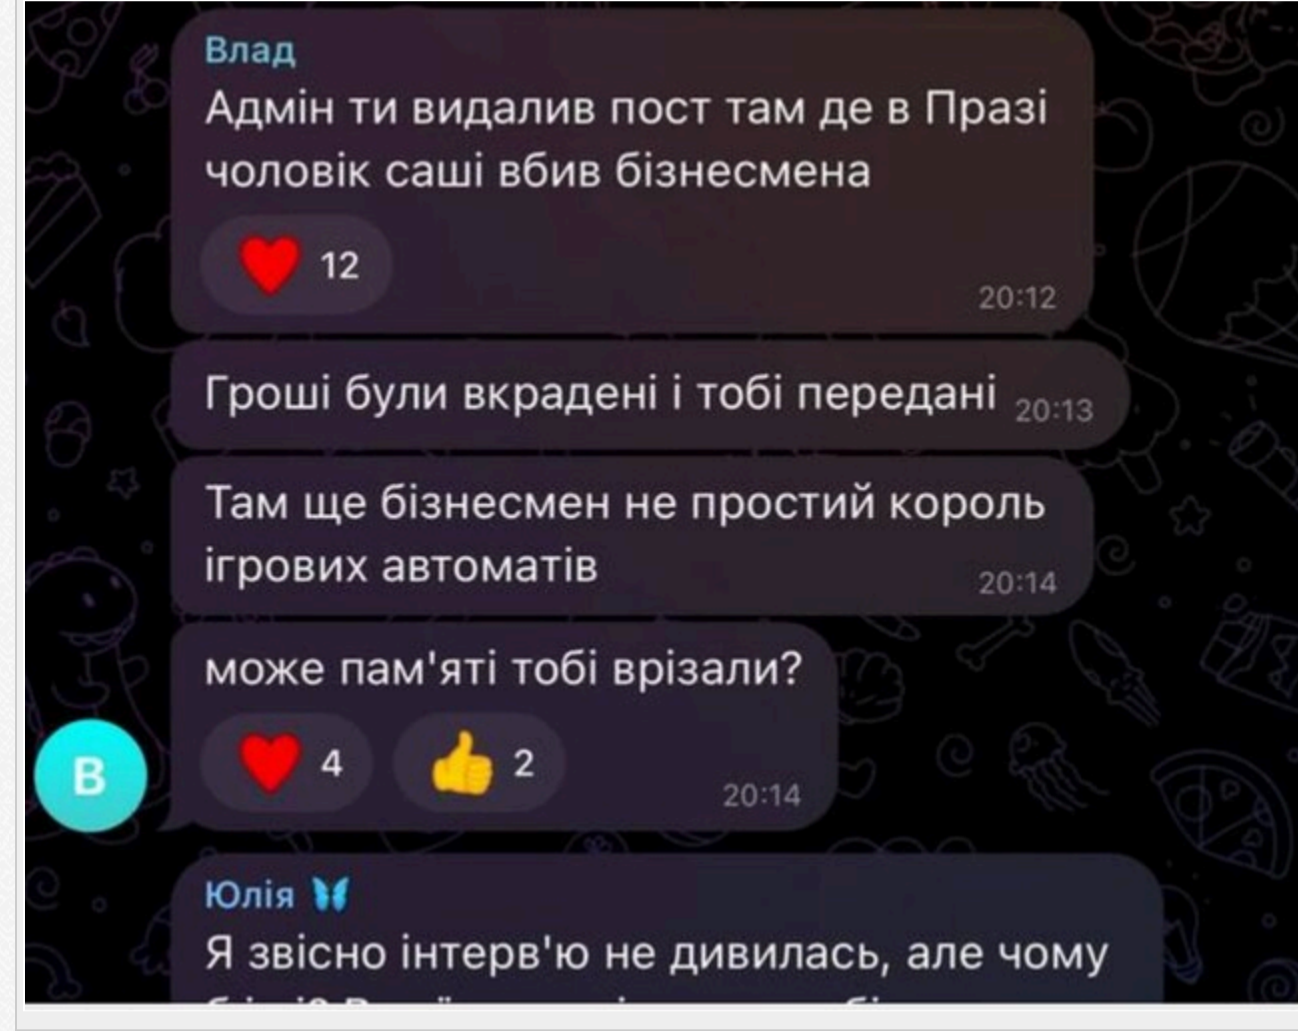 Влад
Адмін ти видалив пост там де в Празі
чоловік саші вбив бізнесмена
12
20:12
Гроші були вкрадені і тобі передані 20:13
Там ще бізнесмен не простий король
ігрових автоматів
20:14
може пам'яті тобі врізали?
4 2
20:14
В
Юлія
Я звісно інтерв'ю не дивилась, але чому